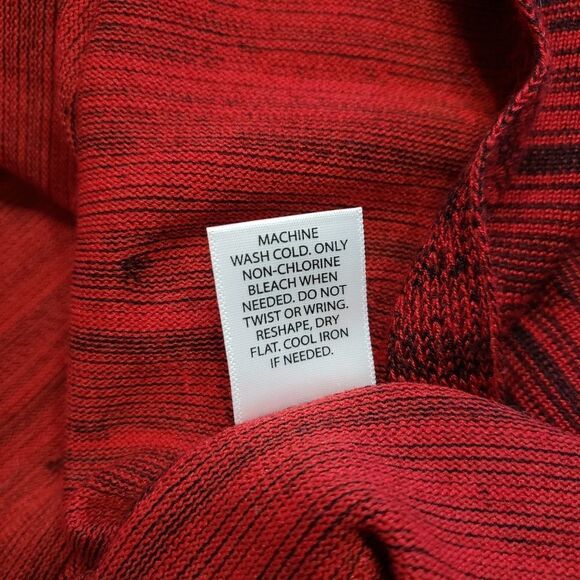 MACHINE
WASH COLD. ONLY
NON-CHLORINE
BLEACH WHEN
NEEDED. DO NOT
TWIST OR WRING.
RESHAPE, DRY
FLAT. COOL IRON
IF NEEDED.